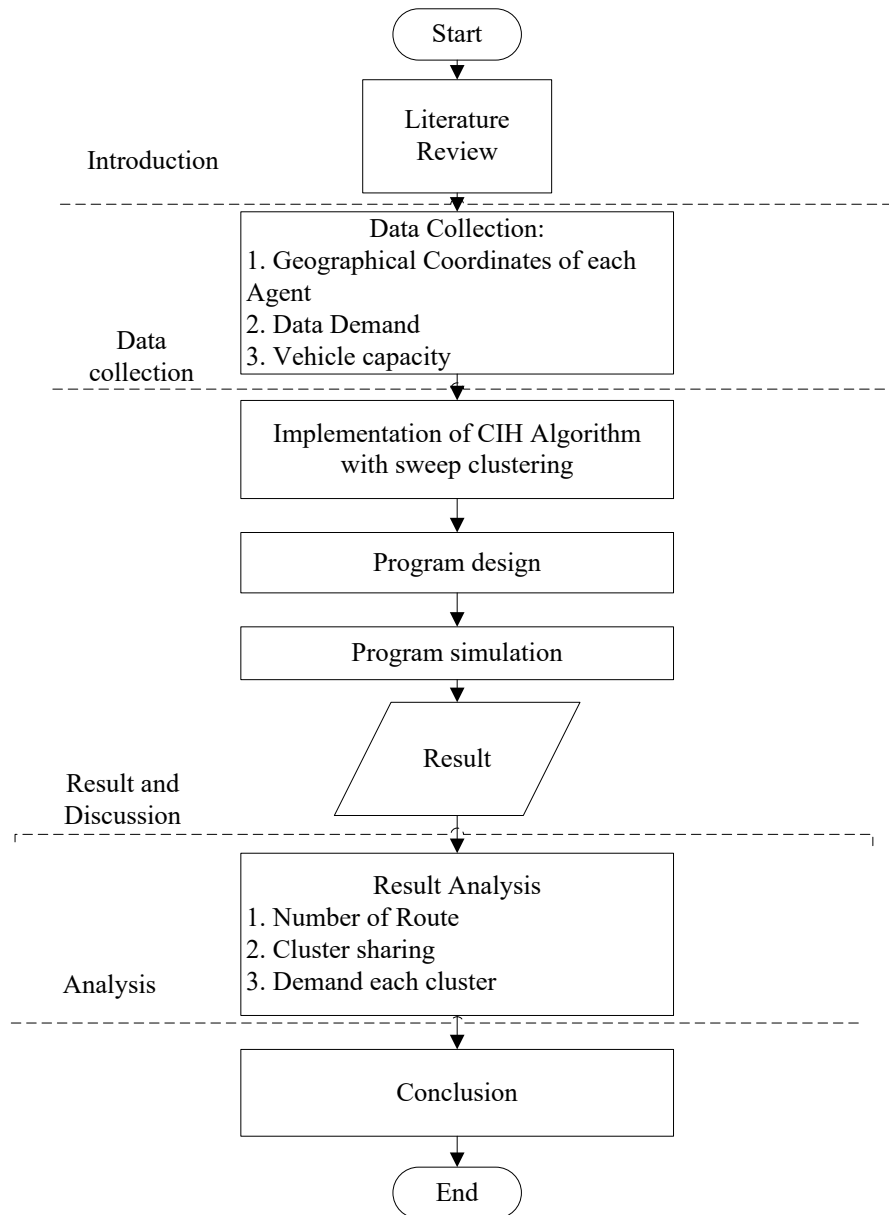 Start
Literature
Review
Introduction
Data Collection:
1. Geographical Coordinates of each
Agent
2. Data Demand
3. Vehicle capacity
Data
collection
Implementation of CIH Algorithm
with sweep clustering
Program design
Program simulation
Result
Result and
Discussion
Result Analysis
1. Number of Route
2. Cluster sharing
3. Demand each cluster
Analysis
Conclusion
End